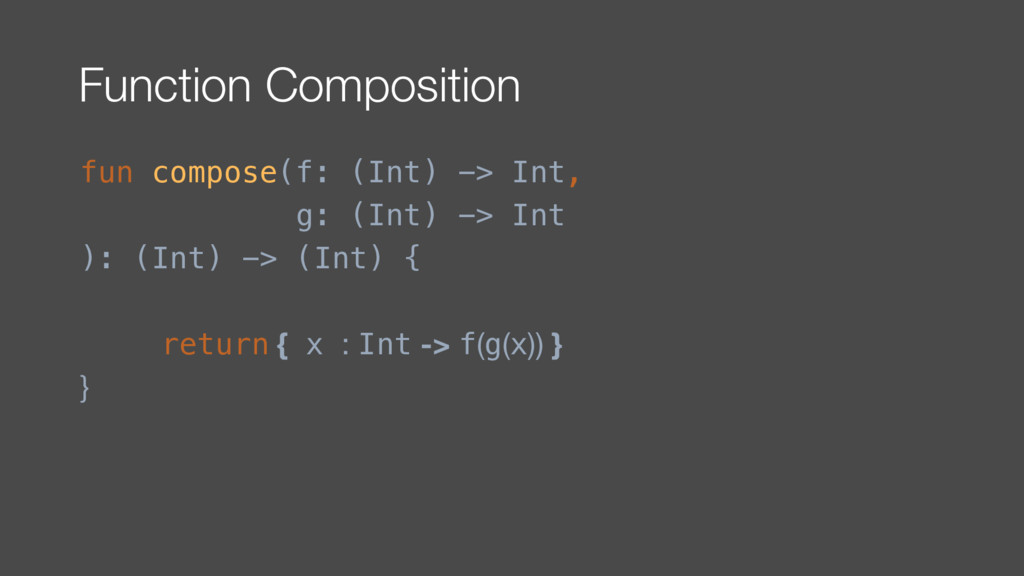 Function Composition
fun compose(f: (Int) -> Int,
g: (Int) -> Int
): (Int) -> (Int) {
return { x : Int -> f(g(x)) }
}